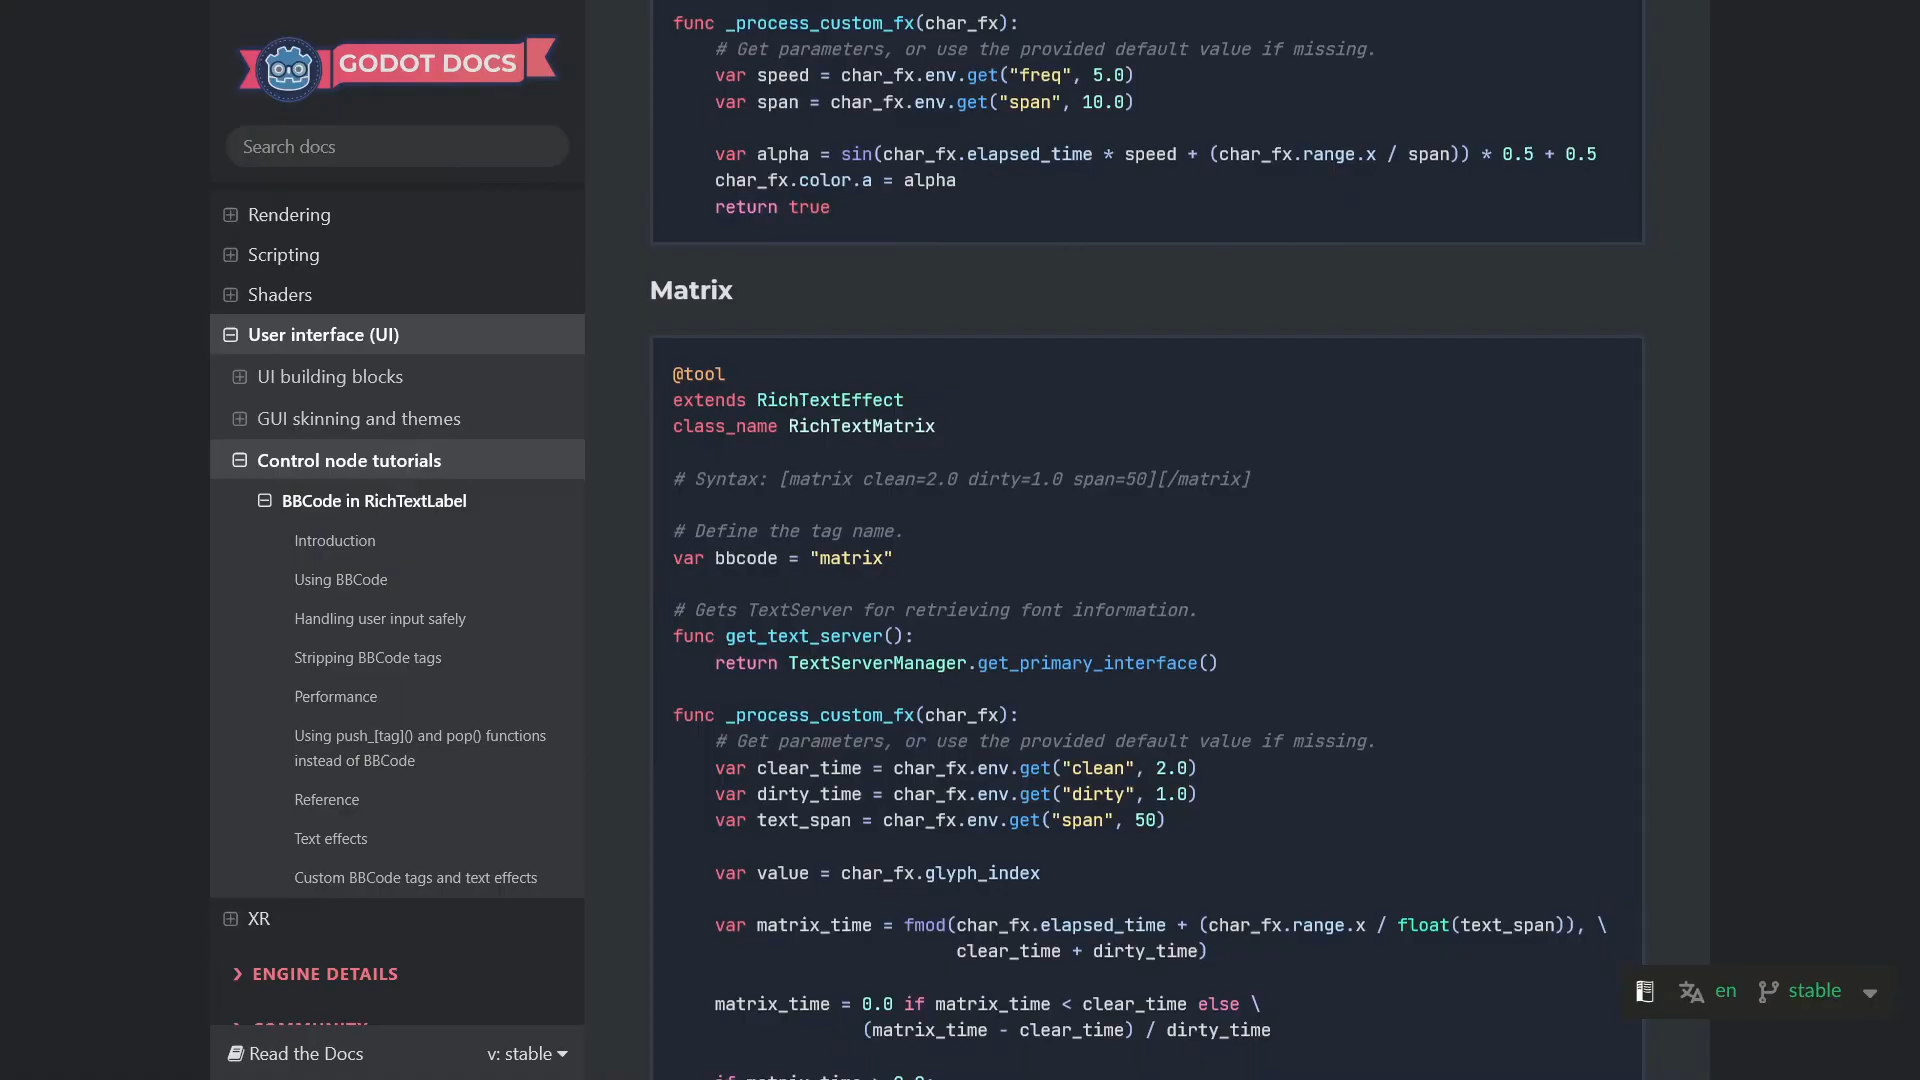 GODOT DOCS
Search docs
Rendering
Scripting
Shaders
User interface (UI)
UI building blocks
GUI skinning and themes
Control node tutorials
BBCode in RichTextLabel
Introduction
Using BBCode
Handling user input safely
Stripping BBCode tags
Performance
Using push_[tag]() and pop() functions
instead of BBCode
Reference
Text effects
Custom BBCode tags and text effects
XR
ENGINE DETAILS
Read the Docs
v: stable
func _process_custom_fx(char_fx):
    # Get parameters, or use the provided default value if missing.
    var speed = char_fx.env.get("freq", 5.0)
    var span = char_fx.env.get("span", 10.0)
    var alpha = sin(char_fx.elapsed_time * speed + (char_fx.range.x / span)) * 0.5 + 0.5
    char_fx.color.a = alpha
    return true
Matrix
@tool
extends RichTextEffect
class_name RichTextMatrix
# Syntax: [matrix clean=2.0 dirty=1.0 span=50][/matrix]
# Define the tag name.
var bbcode = "matrix"
# Gets TextServer for retrieving font information.
func get_text_server():
    return TextServerManager.get_primary_interface()
func _process_custom_fx(char_fx):
    # Get parameters, or use the provided default value if missing.
    var clear_time = char_fx.env.get("clean", 2.0)
    var dirty_time = char_fx.env.get("dirty", 1.0)
    var text_span = char_fx.env.get("span", 50)
    var value = char_fx.glyph_index
    var matrix_time = fmod(char_fx.elapsed_time + (char_fx.range.x / float(text_span)), \
                           clear_time + dirty_time)
    matrix_time = 0.0 if matrix_time < clear_time else \
                  (matrix_time - clear_time) / dirty_time
en
stable